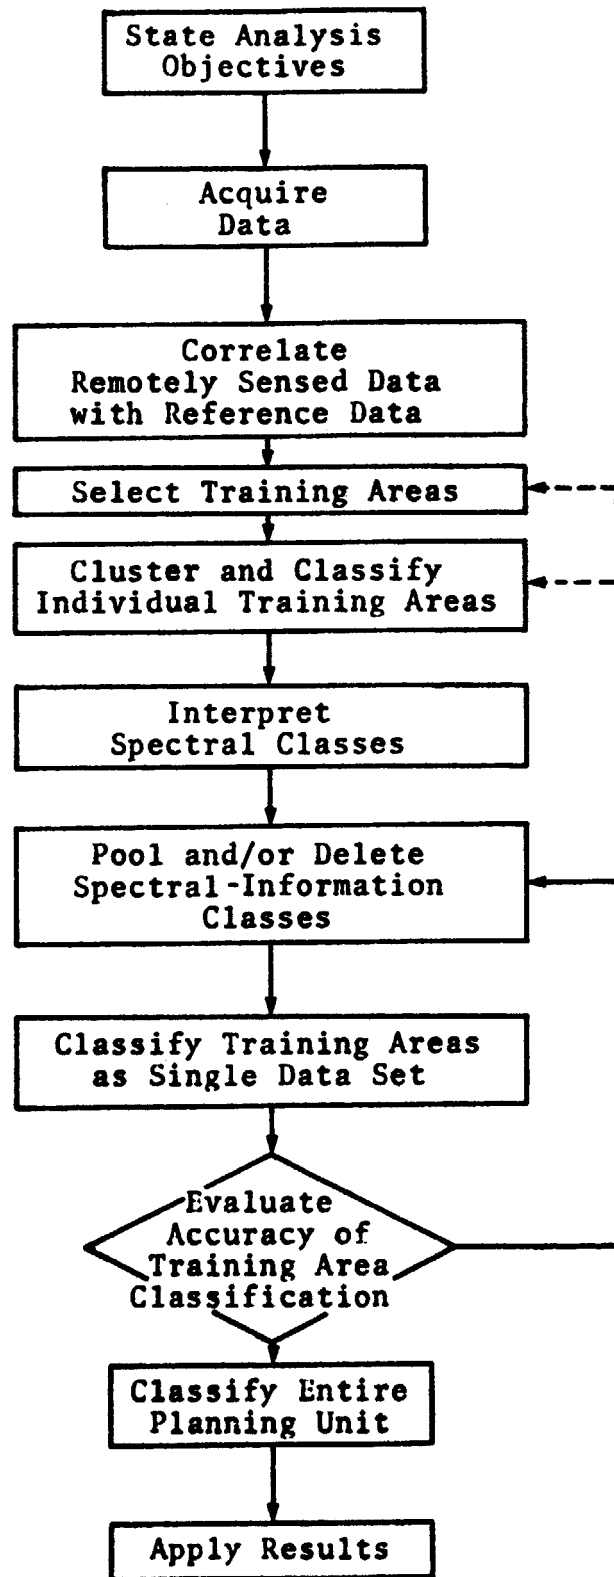 State Analysis
Objectives
Acquire
Data
Correlate
Remotely Sensed Data
with Reference Data
Select Training Areas
Cluster and Classify
Individual Training Areas
Interpret
Spectral Classes
Pool and/or Delete
Spectral-Information
Classes
Classify Training Areas
as Single Data Set
Evaluate
Accuracy of
Training Area
Classification
Classify Entire
Planning Unit
Apply Results